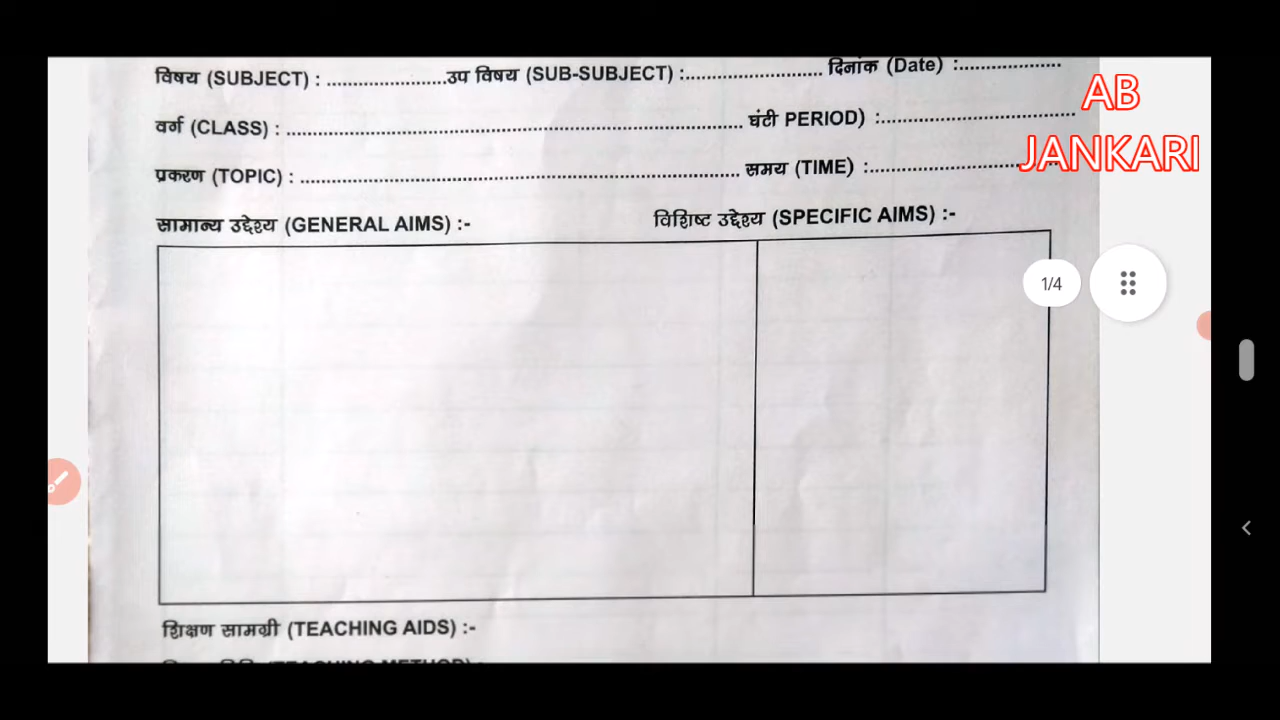 विषय (SUBJECT) : .....................उप विषय (SUB-SUBJECT) :........................ दिनांक (Date) :..................
वर्ग (CLASS) : ................................................................................ घंटी PERIOD) :..................................
प्रकरण (TOPIC) : ............................................................................. समय (TIME) :..................................
सामान्य उद्देश्य (GENERAL AIMS) :- विशिष्ट उद्देश्य (SPECIFIC AIMS) :-
शिक्षण सामग्री (TEACHING AIDS) :-
AB
JANKARI
1/4